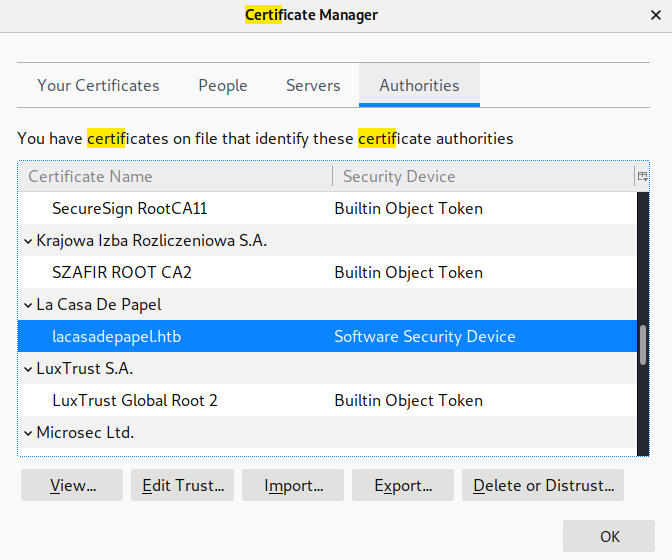 Certificate Manager
Your Certificates People Servers Authorities
You have certificates on file that identify these certificate authorities
Certificate Name Security Device
SecureSign RootCA11 Builtin Object Token
Krajowa Izba Rozliczeniowa S.A.
SZAFIR ROOT CA2 Builtin Object Token
La Casa De Papel
lacasadepapel.htb Software Security Device
LuxTrust S.A.
LuxTrust Global Root 2 Builtin Object Token
Microsec Ltd.
View... Edit Trust... Import... Export... Delete or Distrust...
OK